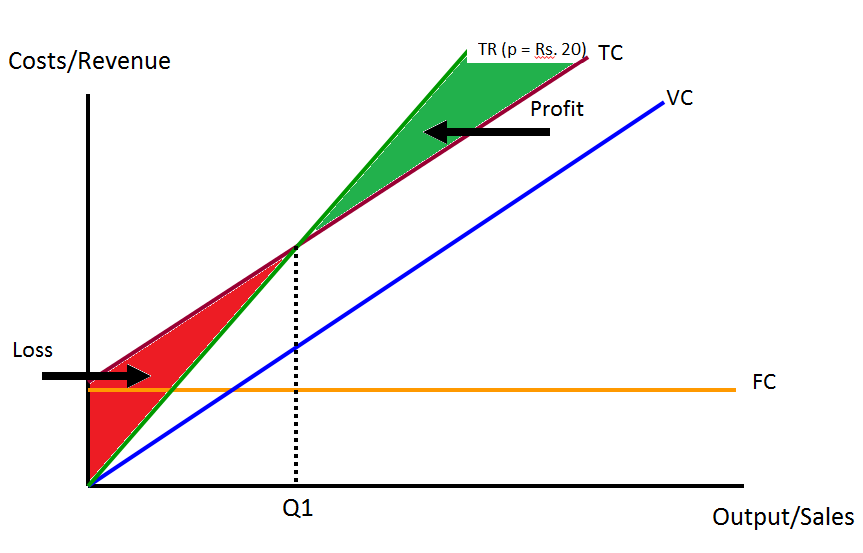 TR (p = Rs. 20)
TC
Costs/Revenue
VC
Profit
Loss
FC
Q1
Output/Sales